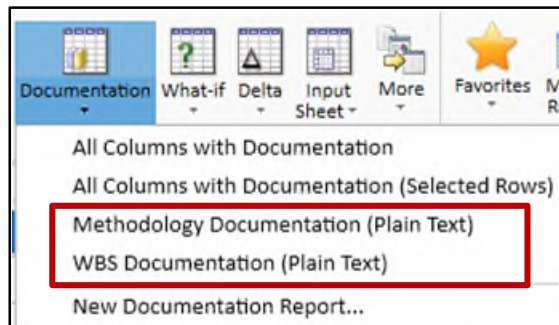 Documentation What-if Delta Input Sheet More Favorites
All Columns with Documentation
All Columns with Documentation (Selected Rows)
Methodology Documentation (Plain Text)
WBS Documentation (Plain Text)
New Documentation Report...